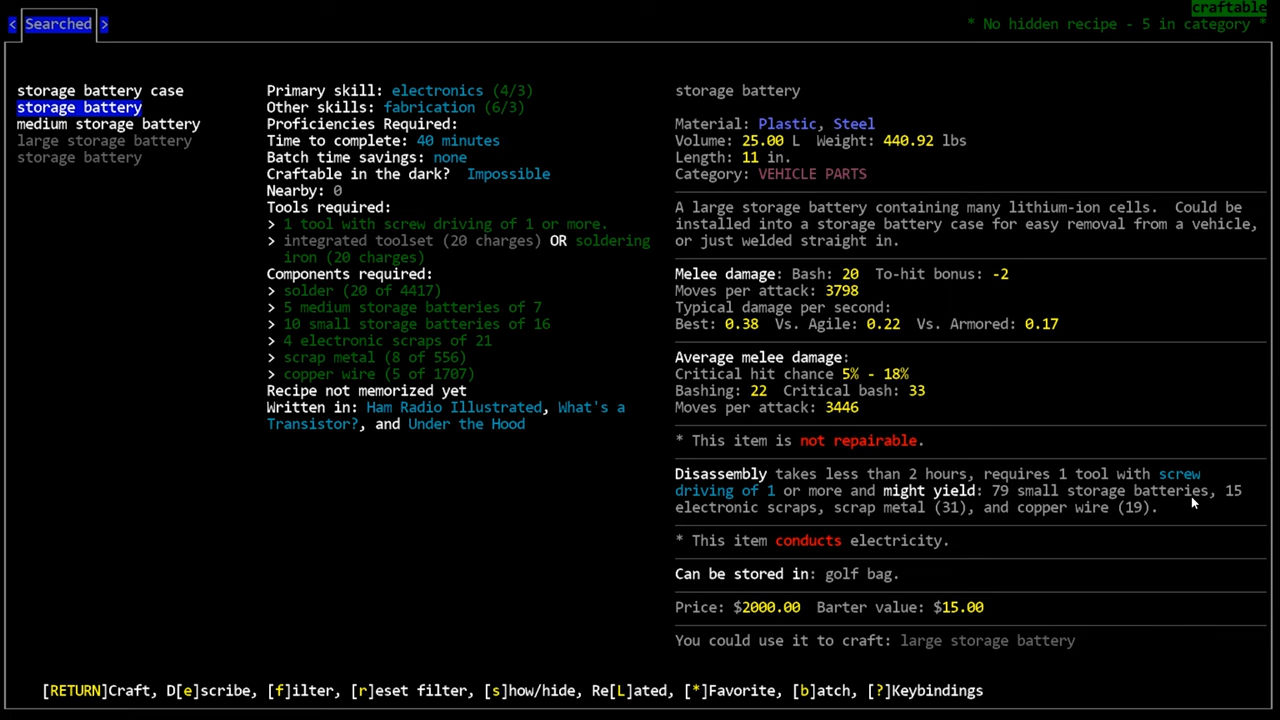 craftable
< Searched >
* No hidden recipe - 5 in category *
storage battery case
storage battery
medium storage battery
large storage battery
storage battery
Primary skill: electronics (4/3)
Other skills: fabrication (6/3)
Proficiencies Required:
Time to complete: 40 minutes
Batch time savings: none
Craftable in the dark? Impossible
Nearby: 0
Tools required:
> 1 tool with screw driving of 1 or more.
> integrated toolset (20 charges) OR soldering
iron (20 charges)
Components required:
> solder (20 of 4417)
> 5 medium storage batteries of 7
> 10 small storage batteries of 16
> 4 electronic scraps of 21
> scrap metal (8 of 556)
> copper wire (5 of 1707)
Recipe not memorized yet
Written in: Ham Radio Illustrated, What's a
Transistor?, and Under the Hood
storage battery
Material: Plastic, Steel
Volume: 25.00 L Weight: 440.92 lbs
Length: 11 in.
Category: VEHICLE PARTS
A large storage battery containing many lithium-ion cells. Could be
installed into a storage battery case for easy removal from a vehicle,
or just welded straight in.
Melee damage: Bash: 20 To-hit bonus: -2
Moves per attack: 3798
Typical damage per second:
Best: 0.38 Vs. Agile: 0.22 Vs. Armored: 0.17
Average melee damage:
Critical hit chance 5% - 18%
Bashing: 22 Critical bash: 33
Moves per attack: 3446
* This item is not repairable.
Disassembly takes less than 2 hours, requires 1 tool with screw
driving of 1 or more and might yield: 79 small storage batteries, 15
electronic scraps, scrap metal (31), and copper wire (19).
* This item conducts electricity.
Can be stored in: golf bag.
Price: $2000.00 Barter value: $15.00
You could use it to craft: large storage battery
[RETURN]Craft, D[e]scribe, [f]ilter, [r]eset filter, [s]how/hide, Re[L]ated, [*]Favorite, [b]atch, [?]Keybindings